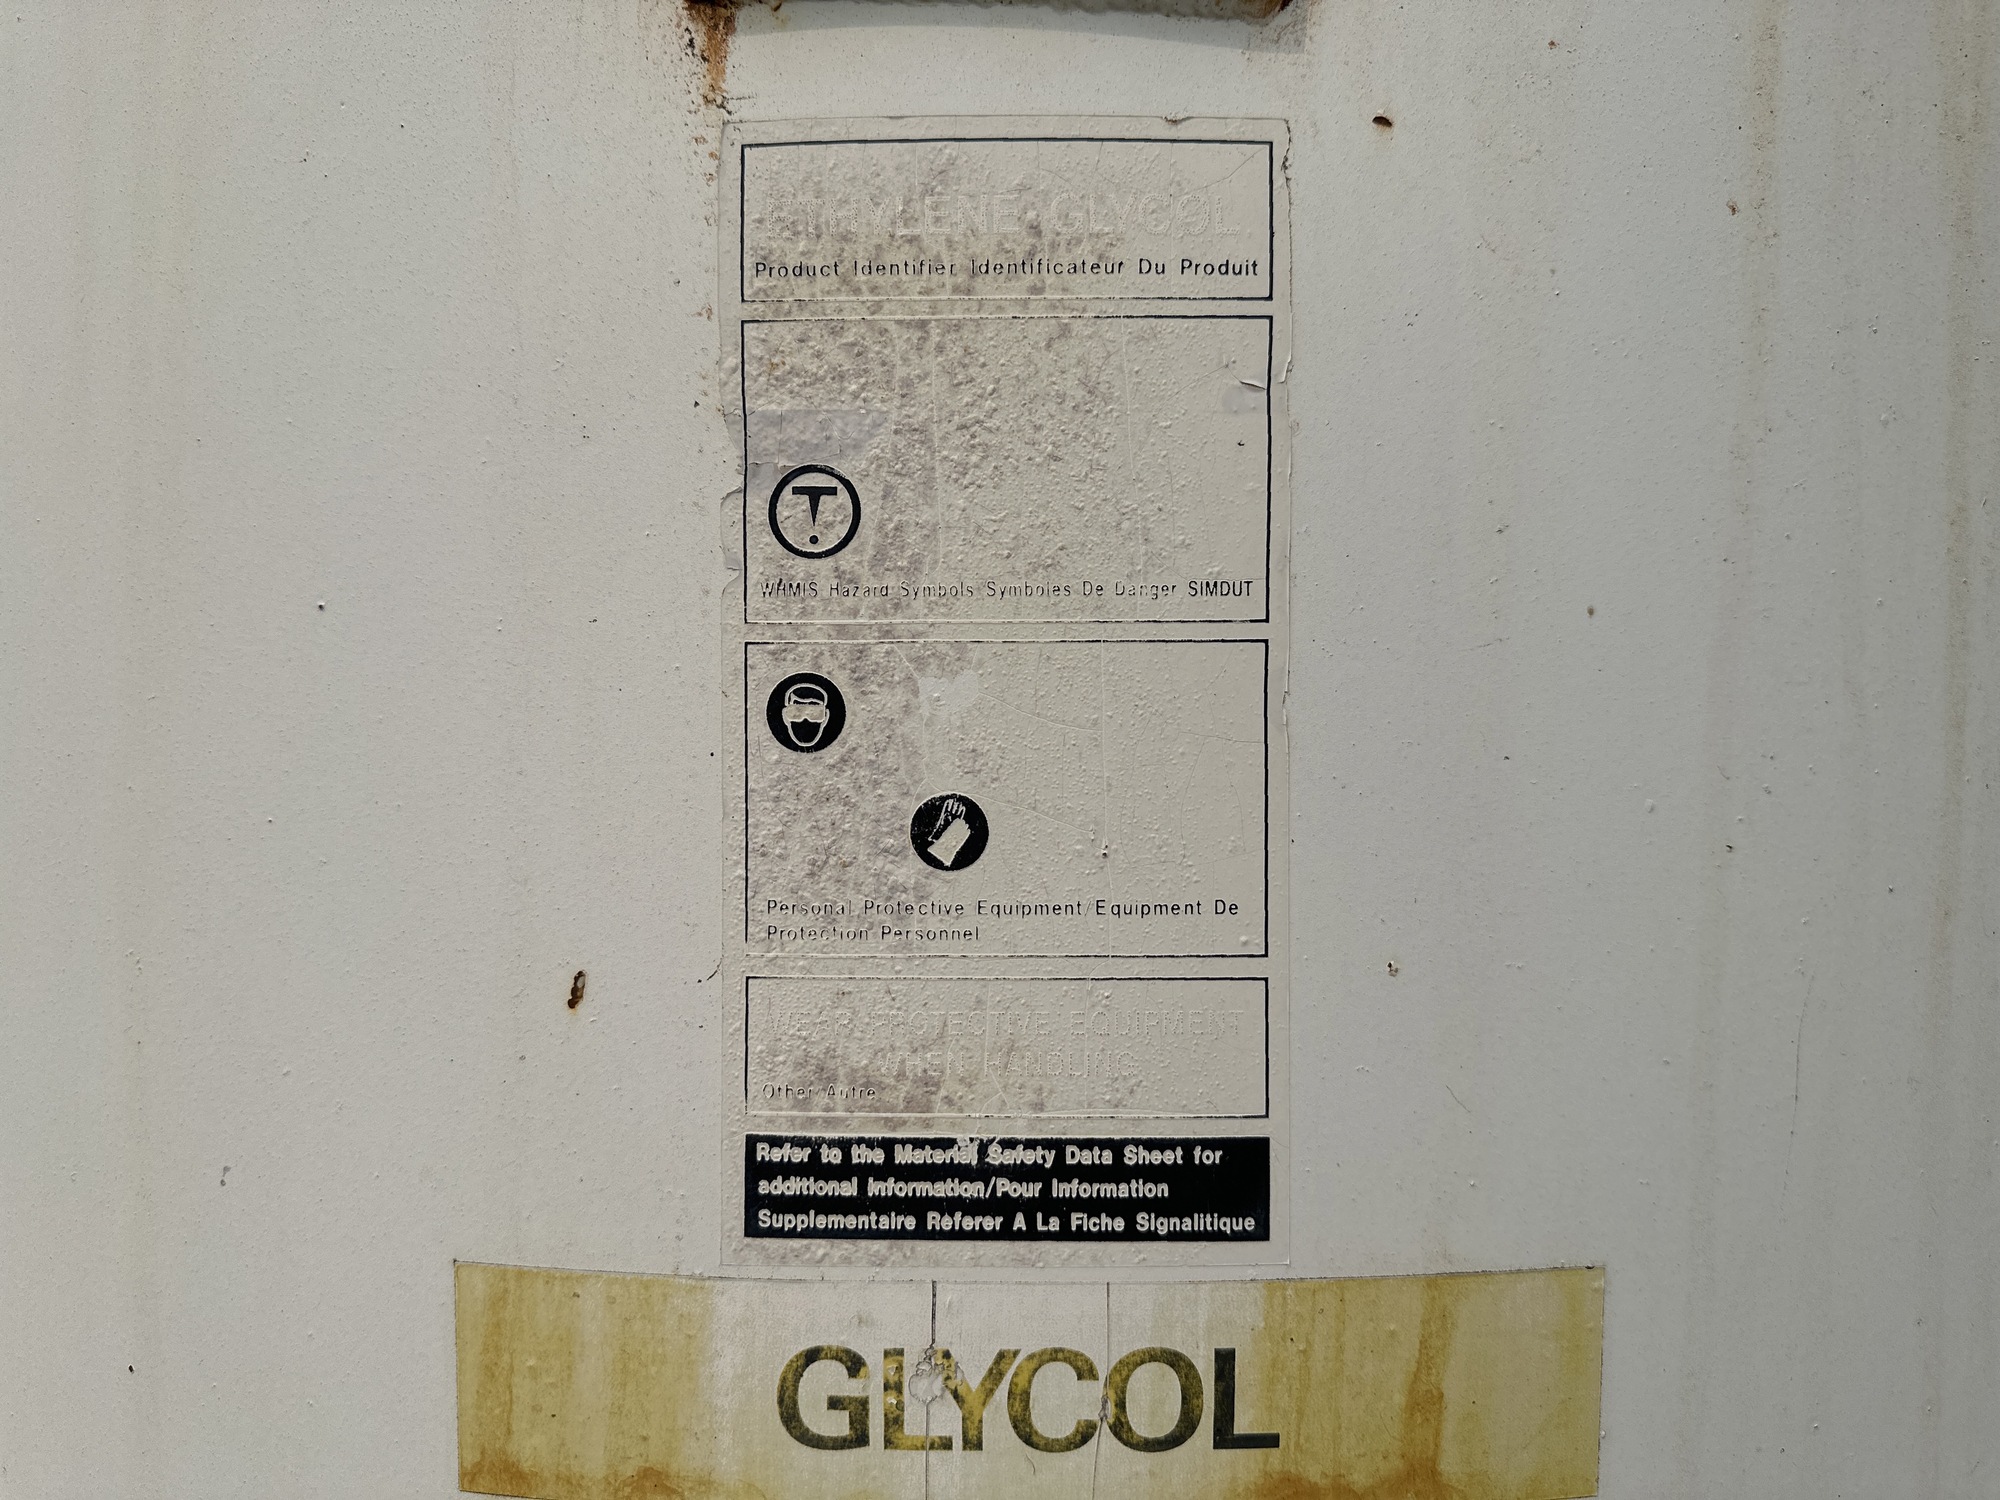 ETHYLENE GLYCOL
Product Identifier Identificateur Du Produit
WHMIS Hazard Symbols Symboles De Danger SIMDUT
Personal Protective Equipment/Equipment De
Protection Personnel
WEAR PROTECTIVE EQUIPMENT
WHEN HANDLING
Other/Autre
Refer to the Material Safety Data Sheet for
additional information/Pour Information
Supplementaire Referer A La Fiche Signalitique
GLYCOL